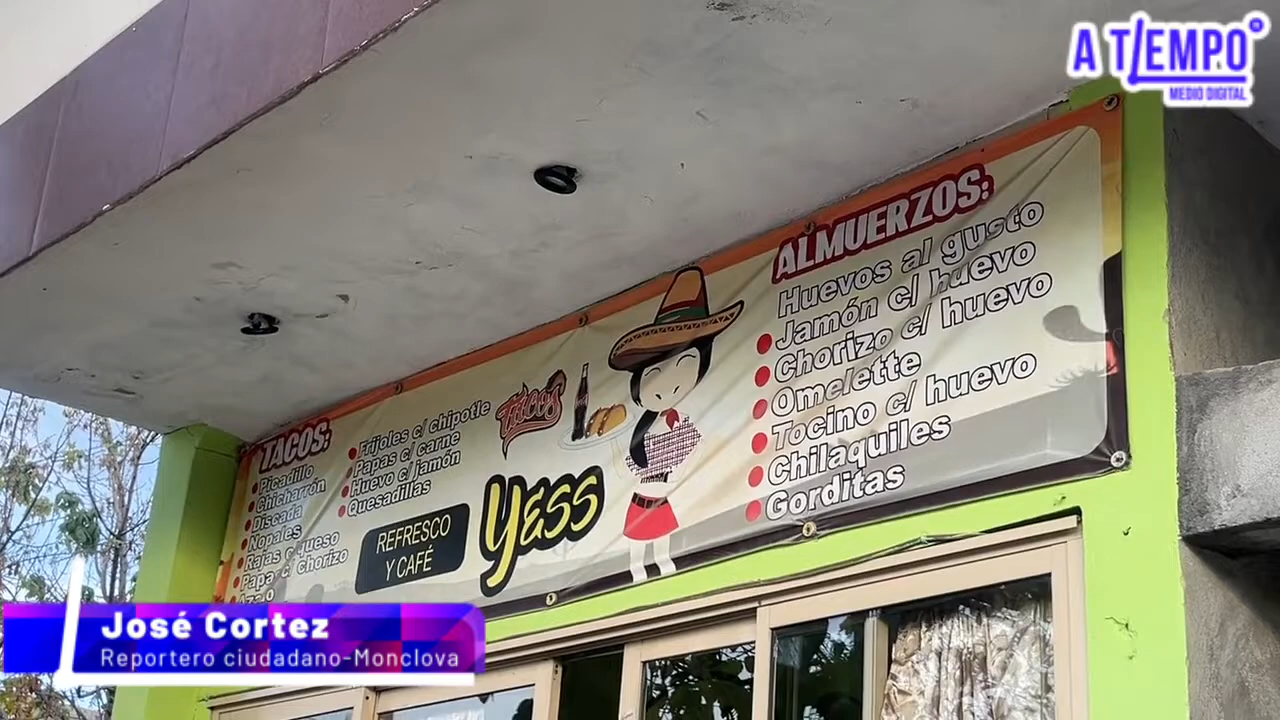 A TIEMPO
MEDIO DIGITAL
TACOS:
Picadillo
Chicharrón
Discada
Nopales
Rajas c/ queso
Papa c/ Chorizo
Frijoles c/ chipotle
Papas c/ carne
Huevo c/ jamón
Quesadillas
REFRESCO
Y CAFÉ
TACOS
Yess
ALMUERZOS:
Huevos al gusto
Jamón c/ huevo
Chorizo c/ huevo
Omelette
Tocino c/ huevo
Chilaquiles
Gorditas
José Cortez
Reportero ciudadano-Monclova